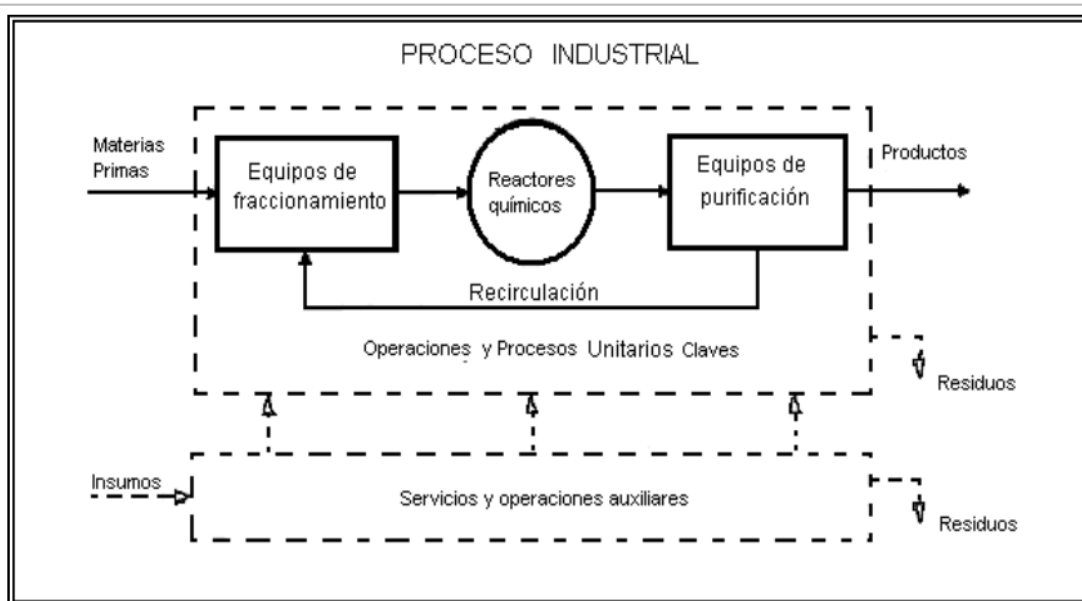 PROCESO INDUSTRIAL
Materias
Primas
Equipos de
fraccionamiento
Reactores
químicos
Equipos de
purificación
Productos
Recirculación
Operaciones y Procesos Unitarios Claves
Residuos
Insumos
Servicios y operaciones auxiliares
Residuos